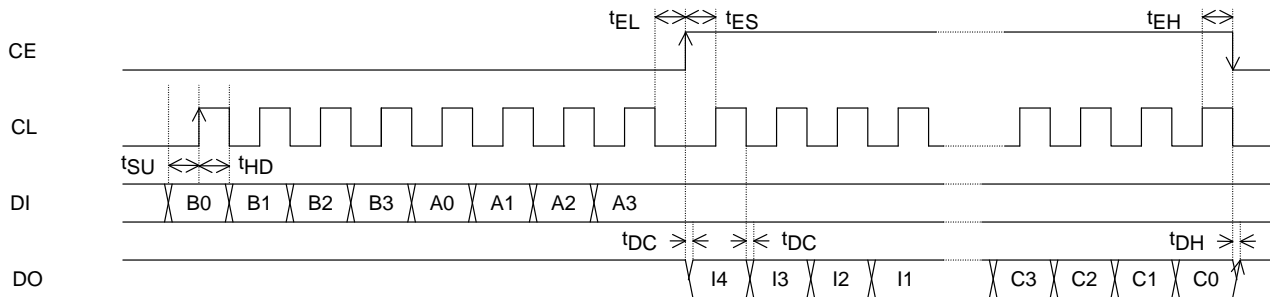 tEL tES tEH
CE
CL
tSU tHD
DI B0 B1 B2 B3 A0 A1 A2 A3
tDC tDC tDH
DO I4 I3 I2 I1 C3 C2 C1 C0